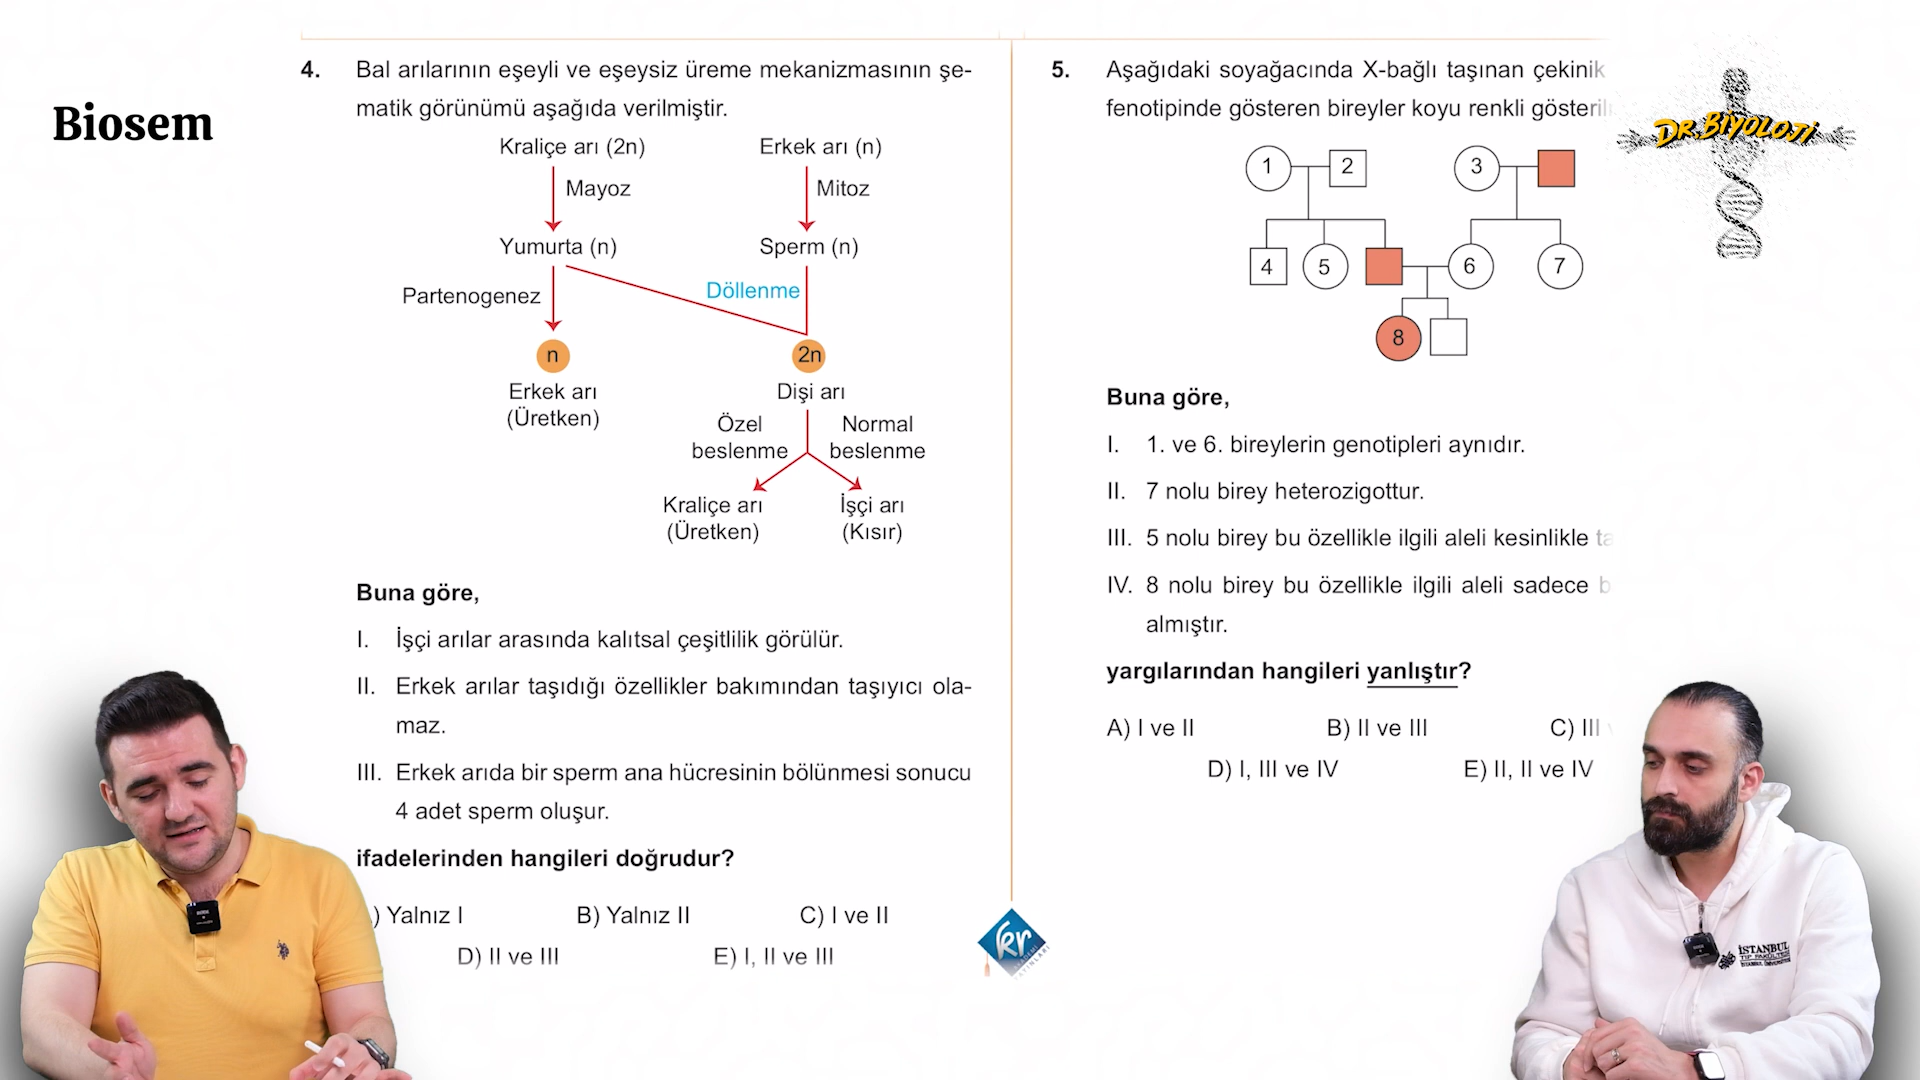 Biosem
4. Bal arılarının eşeyli ve eşeysiz üreme mekanizmasının şe-
matik görünümü aşağıda verilmiştir.
Kraliçe arı (2n)
Erkek arı (n)
Mayoz
Mitoz
Yumurta (n)
Sperm (n)
Partenogenez
Döllenme
n
2n
Erkek arı
(Üretken)
Dişi arı
Özel
beslenme
Normal
beslenme
Kraliçe arı
(Üretken)
İşçi arı
(Kısır)
Buna göre,
I. İşçi arılar arasında kalıtsal çeşitlilik görülür.
II. Erkek arılar taşıdığı özellikler bakımından taşıyıcı ola-
maz.
III. Erkek arıda bir sperm ana hücresinin bölünmesi sonucu
4 adet sperm oluşur.
ifadelerinden hangileri doğrudur?
) Yalnız I B) Yalnız II C) I ve II
D) II ve III E) I, II ve III
5. Aşağıdaki soyağacında X-bağlı taşınan çekinik
fenotipinde gösteren bireyler koyu renkli
1 2 3
4 5 6 7
8
Buna göre,
I. 1. ve 6. bireylerin genotipleri aynıdır.
II. 7 nolu birey heterozigottur.
III. 5 nolu birey bu özellikle ilgili aleli kesinlikle
IV. 8 nolu birey bu özellikle ilgili aleli sadece
almıştır.
yargılarından hangileri yanlıştır?
A) I ve II B) II ve III C) III
D) I, III ve IV E) II, II ve IV
DR. BİYOLOJİ
kr
İSTANBUL
TIP FAKÜLTESİ